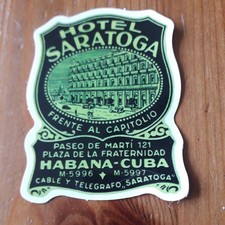 HOTEL
SARATOGA
FRENTE AL CAPITOLIO
PASEO DE MARTÍ 121
PLAZA DE LA FRATERNIDAD
HABANA-CUBA
M-5996 • M-5997
CABLE Y TELEGRAFO „SARATOGA"